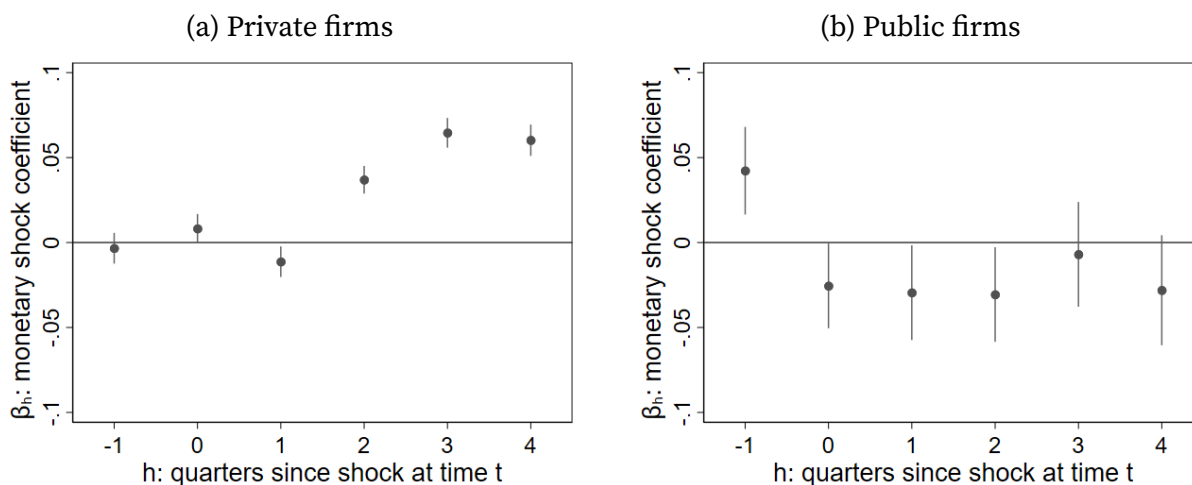 (a) Private firms
βh: monetary shock coefficient
.1
.05
0
-.05
-.1
-1 0 1 2 3 4
h: quarters since shock at time t
(b) Public firms
βh: monetary shock coefficient
.1
.05
0
-.05
-.1
-1 0 1 2 3 4
h: quarters since shock at time t